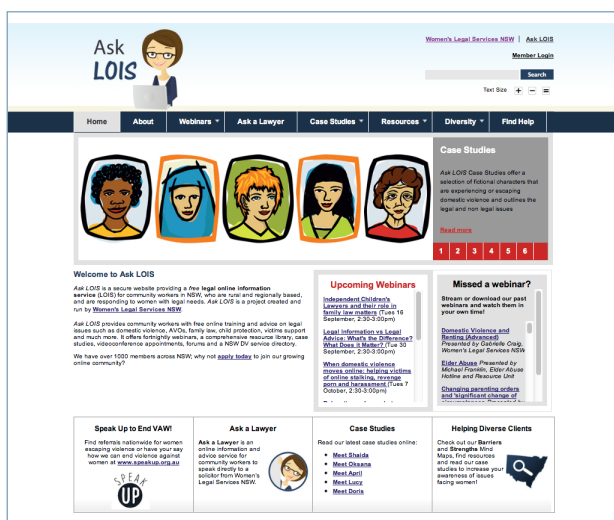 Ask
LOIS
Women's Legal Services NSW | Ask LOIS
Member Login
Search
Text Size + – =
Home About Webinars Ask a Lawyer Case Studies Resources Diversity Find Help
Case Studies
Ask LOIS Case Studies offer a
selection of fictional characters that
are experiencing or escaping
domestic violence and outlines the
legal and non legal issues
Read more
1 2 3 4 5 6
Welcome to Ask LOIS
Ask LOIS is a secure website providing a free legal online information
service (LOIS) for community workers in NSW, who are rural and regionally based,
and are responding to women with legal needs. Ask LOIS is a project created and
run by Women's Legal Services NSW.
Ask LOIS provides community workers with free online training and advice on legal
issues such as domestic violence, AVOs, family law, child protection, victims support
and much more. It offers fortnightly webinars, a comprehensive resource library, case
studies, videoconference appointments, forums and a NSW DV service directory.
We have over 1000 members across NSW; why not apply today to join our growing
online community?
Upcoming Webinars
Independent Children's
Lawyers and their role in
family law matters (Tues 16
September, 2:30-3:00pm)
Legal Information vs Legal
Advice: What's the Difference?
What Does it Matter? (Tue 30
September, 2:30-3:00pm)
When domestic violence
moves online: helping victims
of online stalking, revenge
porn and harassment (Tues 7
October, 2:30-3:00pm)
Missed a webinar?
Stream or download our past
webinars and watch them in
your own time!
Domestic Violence and
Renting (Advanced)
Presented by Gabrielle Craig,
Women's Legal Services NSW
Elder Abuse Presented by
Michael Franklin, Elder Abuse
Hotline and Resource Unit
Changing parenting orders
and 'significant change of
circumstances Presented by
Speak Up to End VAW!
Find referrals nationwide for women
escaping violence or have your say
how we can end violence against
women at www.speakup.org.au
SPEAK
UP
Ask a Lawyer
Ask a Lawyer is an
online information and
advice service for
community workers to
speak directly to a
solicitor from Women's
Legal Services NSW.
Case Studies
Read our latest case studies online:
• Meet Shaida
• Meet Oksana
• Meet April
• Meet Lucy
• Meet Doris
Helping Diverse Clients
Check out our Barriers
and Strengths Mind
Maps, find resources
and read our case
studies to increase your
awareness of issues
facing women!